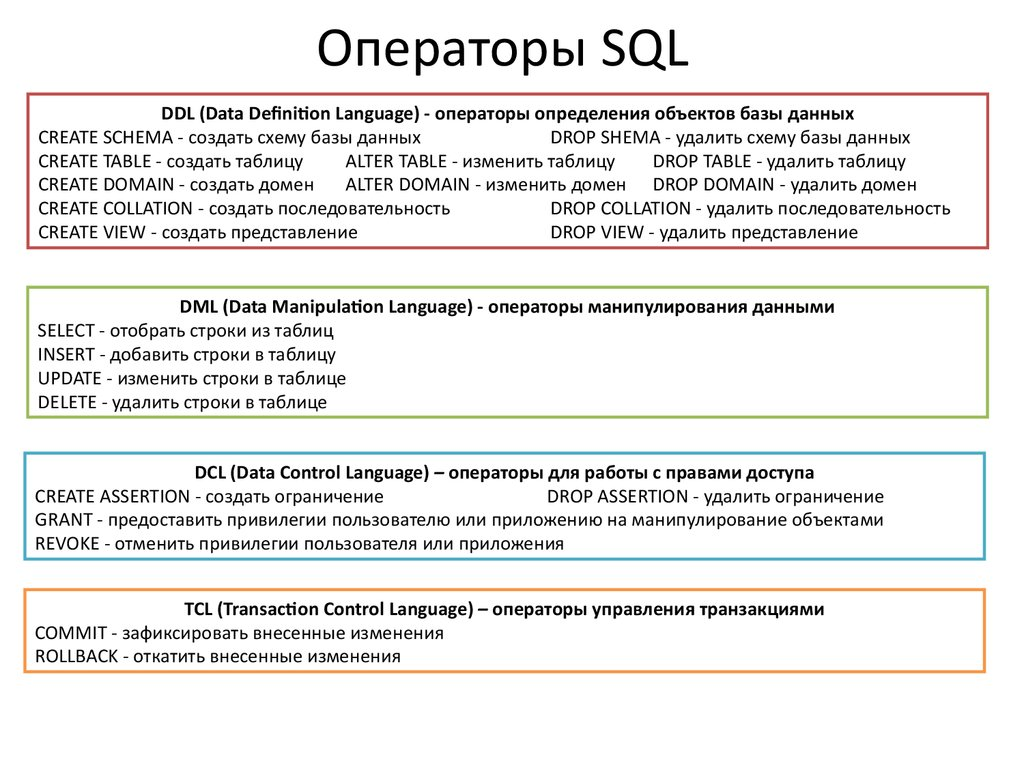 Операторы SQL
DDL (Data Definition Language) - операторы определения объектов базы данных
CREATE SCHEMA - создать схему базы данных DROP SHEMA - удалить схему базы данных
CREATE TABLE - создать таблицу ALTER TABLE - изменить таблицу DROP TABLE - удалить таблицу
CREATE DOMAIN - создать домен ALTER DOMAIN - изменить домен DROP DOMAIN - удалить домен
CREATE COLLATION - создать последовательность DROP COLLATION - удалить последовательность
CREATE VIEW - создать представление DROP VIEW - удалить представление
DML (Data Manipulation Language) - операторы манипулирования данными
SELECT - отобрать строки из таблиц
INSERT - добавить строки в таблицу
UPDATE - изменить строки в таблице
DELETE - удалить строки в таблице
DCL (Data Control Language) – операторы для работы с правами доступа
CREATE ASSERTION - создать ограничение DROP ASSERTION - удалить ограничение
GRANT - предоставить привилегии пользователю или приложению на манипулирование объектами
REVOKE - отменить привилегии пользователя или приложения
TCL (Transaction Control Language) – операторы управления транзакциями
COMMIT - зафиксировать внесенные изменения
ROLLBACK - откатить внесенные изменения